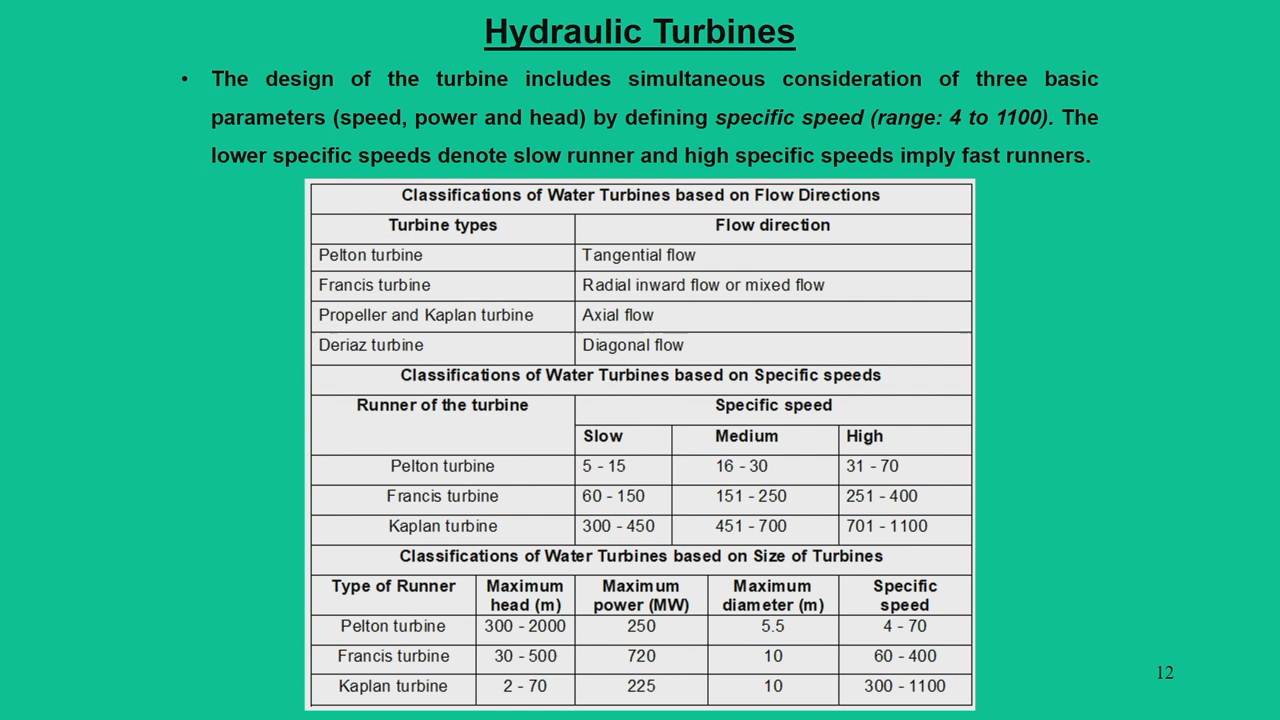 Hydraulic Turbines
• The design of the turbine includes simultaneous consideration of three basic
parameters (speed, power and head) by defining specific speed (range: 4 to 1100). The
lower specific speeds denote slow runner and high specific speeds imply fast runners.
Classifications of Water Turbines based on Flow Directions
Turbine types Flow direction
Pelton turbine Tangential flow
Francis turbine Radial inward flow or mixed flow
Propeller and Kaplan turbine Axial flow
Deriaz turbine Diagonal flow
Classifications of Water Turbines based on Specific speeds
Runner of the turbine Specific speed
Slow Medium High
Pelton turbine 5 - 15 16 - 30 31 - 70
Francis turbine 60 - 150 151 - 250 251 - 400
Kaplan turbine 300 - 450 451 - 700 701 - 1100
Classifications of Water Turbines based on Size of Turbines
Type of Runner Maximum Maximum Maximum Specific
head (m) power (MW) diameter (m) speed
Pelton turbine 300 - 2000 250 5.5 4 - 70
Francis turbine 30 - 500 720 10 60 - 400
Kaplan turbine 2 - 70 225 10 300 - 1100
12